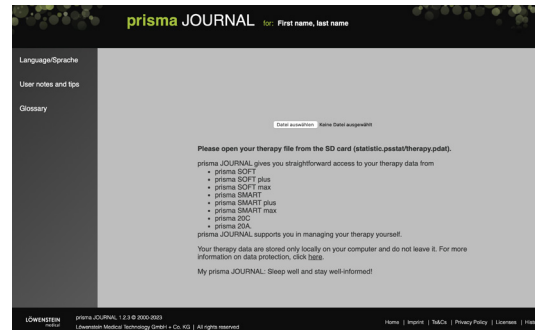 prisma JOURNAL for: First name, last name
Language/Sprache
User notes and tips
Glossary
Datei auswählen Keine Datei ausgewählt
Please open your therapy file from the SD card (statistic.psstat/therapy.pdat).
prisma JOURNAL gives you straightforward access to your therapy data from
• prisma SOFT
• prisma SOFT plus
• prisma SOFT max
• prisma SMART
• prisma SMART plus
• prisma SMART max
• prisma 20C
• prisma 20A.
prisma JOURNAL supports you in managing your therapy yourself.
Your therapy data are stored only locally on your computer and do not leave it. For more
information on data protection, click here.
My prisma JOURNAL: Sleep well and stay well-informed!
LÖWENSTEIN
medical
prisma JOURNAL 1.2.3 © 2000-2023
Löwenstein Medical Technology GmbH + Co. KG | All rights reserved
Home | Imprint | Ts&Cs | Privacy Policy | Licenses | Has